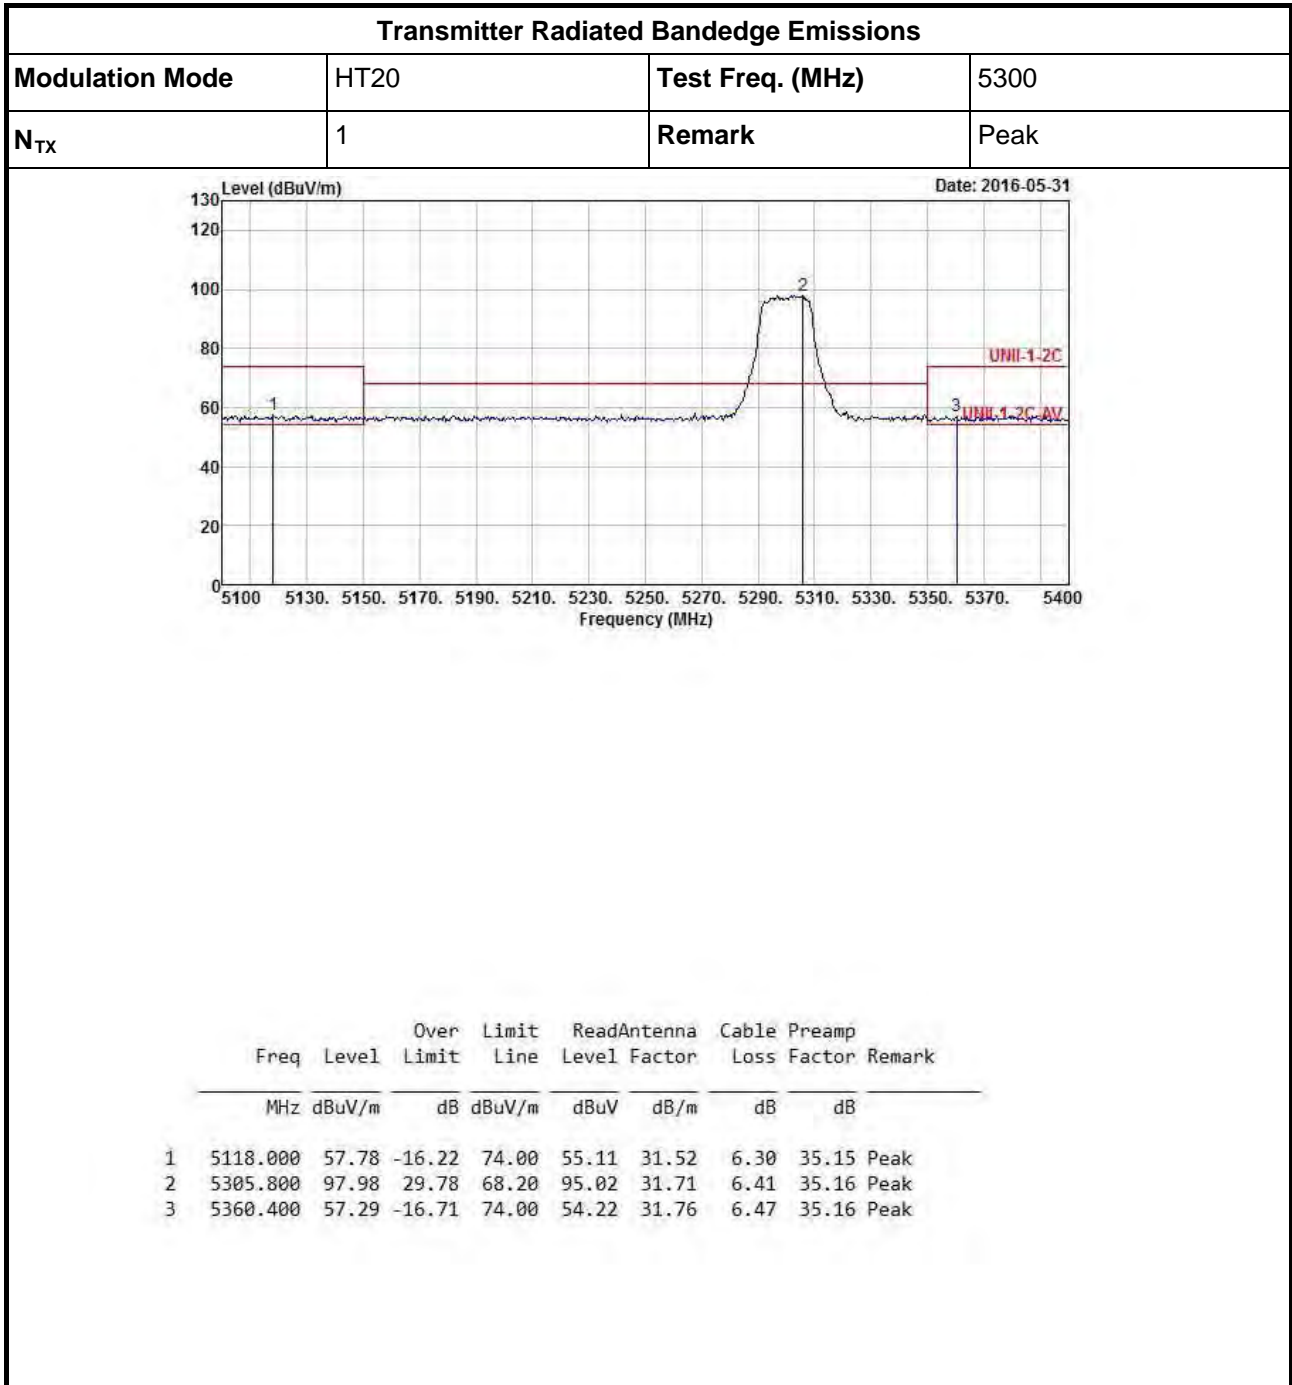 Transmitter Radiated Bandedge Emissions
Modulation Mode HT20 Test Freq. (MHz) 5300
NTX 1 Remark Peak
Level (dBuV/m) Date: 2016-05-31
130
120
100
80
60
40
20
0
1
2
3
UNII-1-2C
UNII-1-2C-AV
5100 5130. 5150. 5170. 5190. 5210. 5230. 5250. 5270. 5290. 5310. 5330. 5350. 5370. 5400
Frequency (MHz)
Over Limit ReadAntenna Cable Preamp
Freq Level Limit Line Level Factor Loss Factor Remark
MHz dBuV/m dB dBuV/m dBuV dB/m dB dB
1 5118.000 57.78 -16.22 74.00 55.11 31.52 6.30 35.15 Peak
2 5305.800 97.98 29.78 68.20 95.02 31.71 6.41 35.16 Peak
3 5360.400 57.29 -16.71 74.00 54.22 31.76 6.47 35.16 Peak